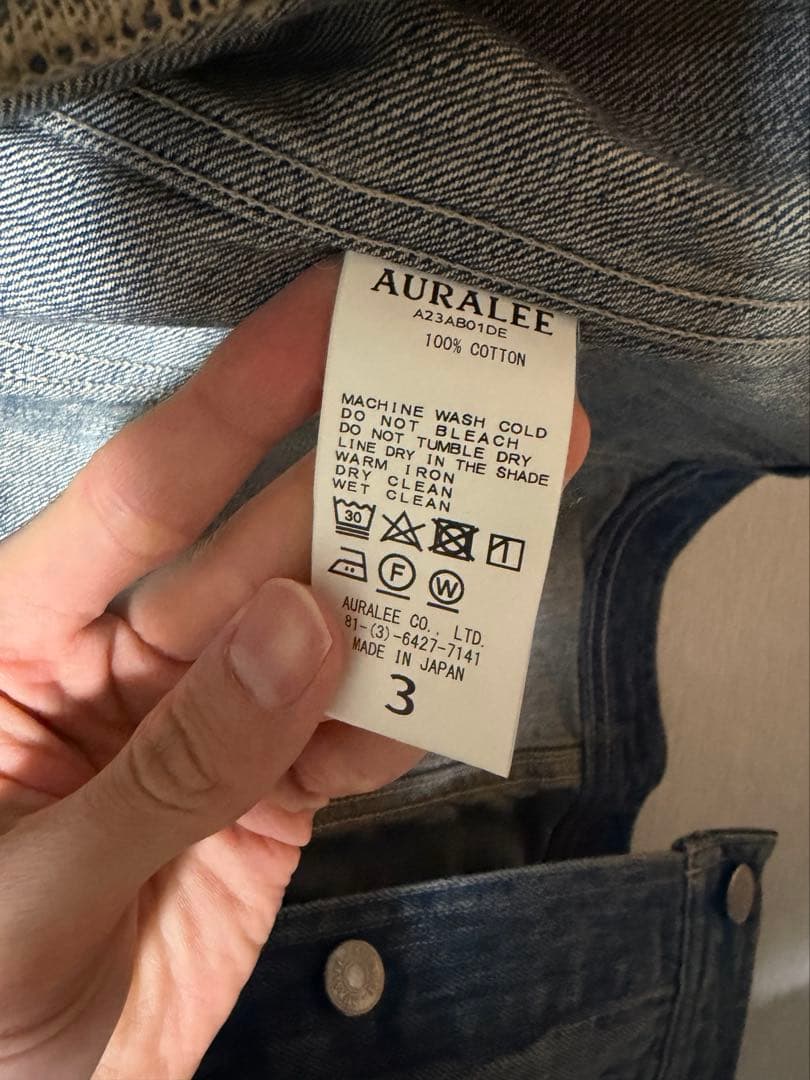 AURALEE
A23AB01DE
100% COTTON
MACHINE WASH COLD
DO NOT BLEACH
DO NOT TUMBLE DRY
LINE DRY IN THE SHADE
WARM IRON
DRY CLEAN
WET CLEAN
30
F W
AURALEE CO., LTD.
81-(3)-6427-7141
MADE IN JAPAN
3